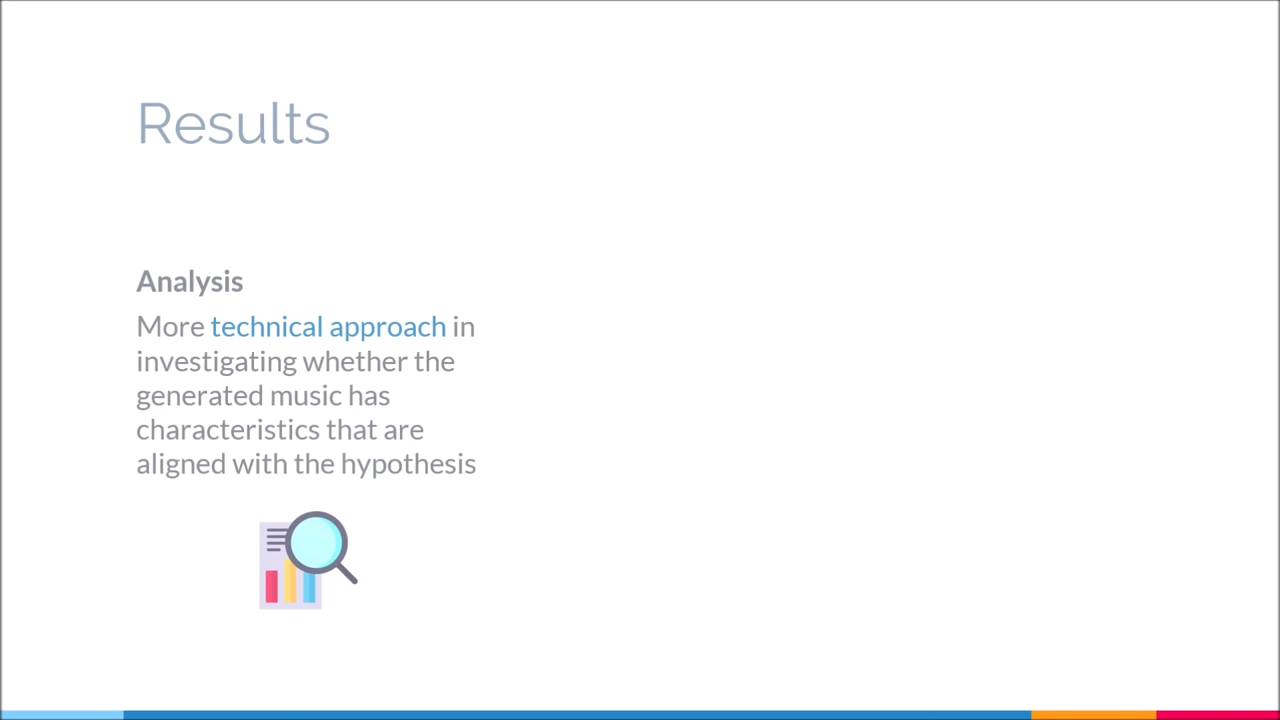 Results
Analysis
More technical approach in
investigating whether the
generated music has
characteristics that are
aligned with the hypothesis